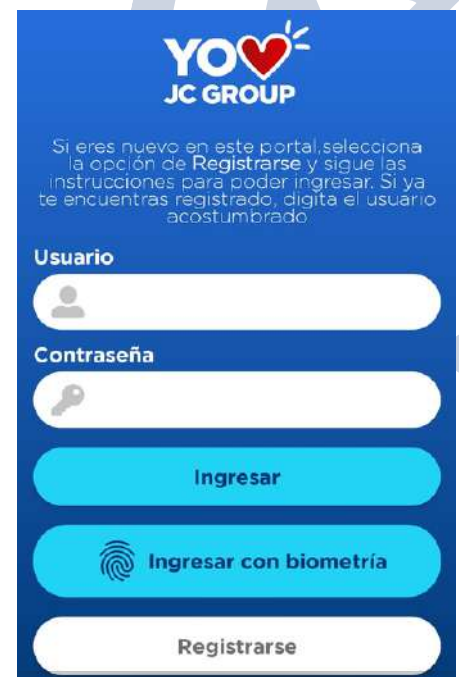 YO
JC GROUP
Si eres nuevo en este portal,selecciona
la opción de Registrarse y sigue las
instrucciones para poder ingresar. Si ya
te encuentras registrado, digita el usuario
acostumbrado
Usuario
Contraseña
Ingresar
Ingresar con biometría
Registrarse